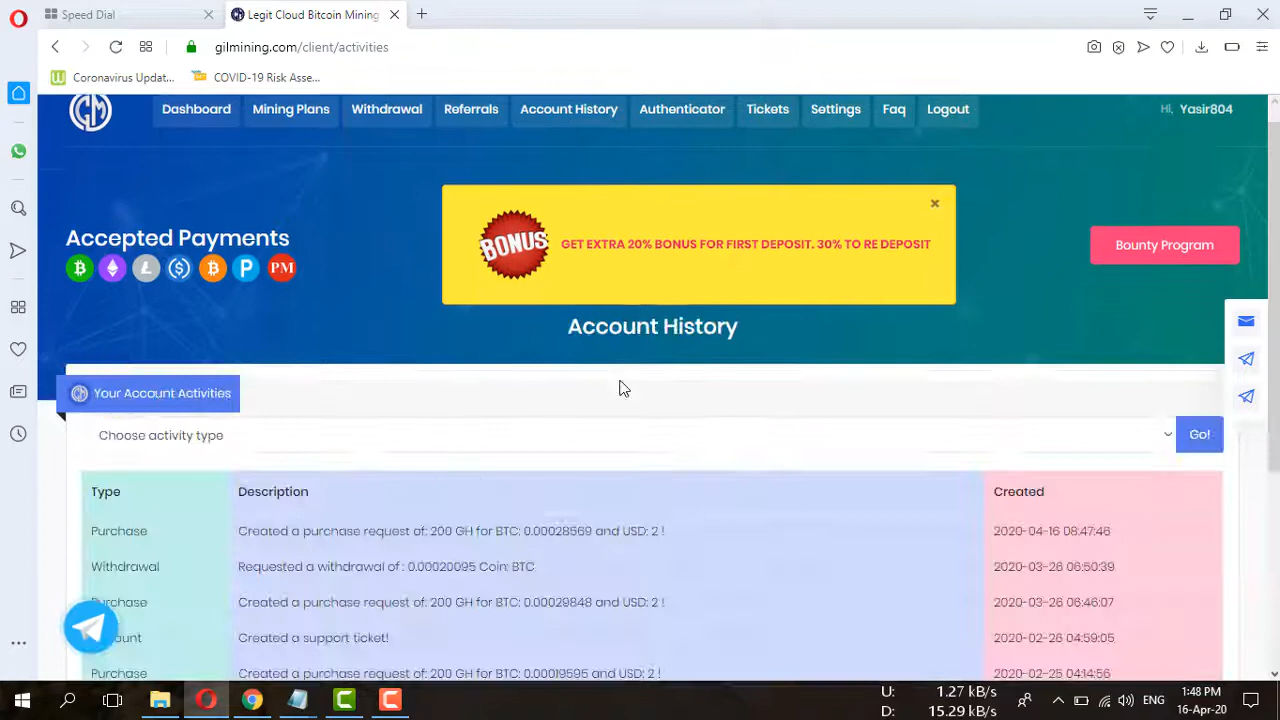 Speed Dial
Legit Cloud Bitcoin Mining
gilmining.com/client/activities
Coronavirus Updat...
COVID-19 Risk Asse...
GM
Dashboard
Mining Plans
Withdrawal
Referrals
Account History
Authenticator
Tickets
Settings
Faq
Logout
Hi, Yasir804
BONUS
GET EXTRA 20% BONUS FOR FIRST DEPOSIT. 30% TO RE DEPOSIT
Accepted Payments
PM
Bounty Program
Account History
Your Account Activities
Choose activity type
Go!
Type Description Created
Purchase Created a purchase request of: 200 GH for BTC: 0.00028569 and USD: 2 ! 2020-04-16 08:47:46
Withdrawal Requested a withdrawal of : 0.00020095 Coin: BTC 2020-03-26 06:50:39
Purchase Created a purchase request of: 200 GH for BTC: 0.00029848 and USD: 2 ! 2020-03-26 06:46:07
ount Created a support ticket! 2020-02-26 04:59:05
Purchase Created a purchase request of: 200 GH for BTC: 0.00019595 and USD: 2 ! 2020-02-25 04:14:56
U: 1.27 kB/s
D: 15.29 kB/s
ENG
1:48 PM
16-Apr-20